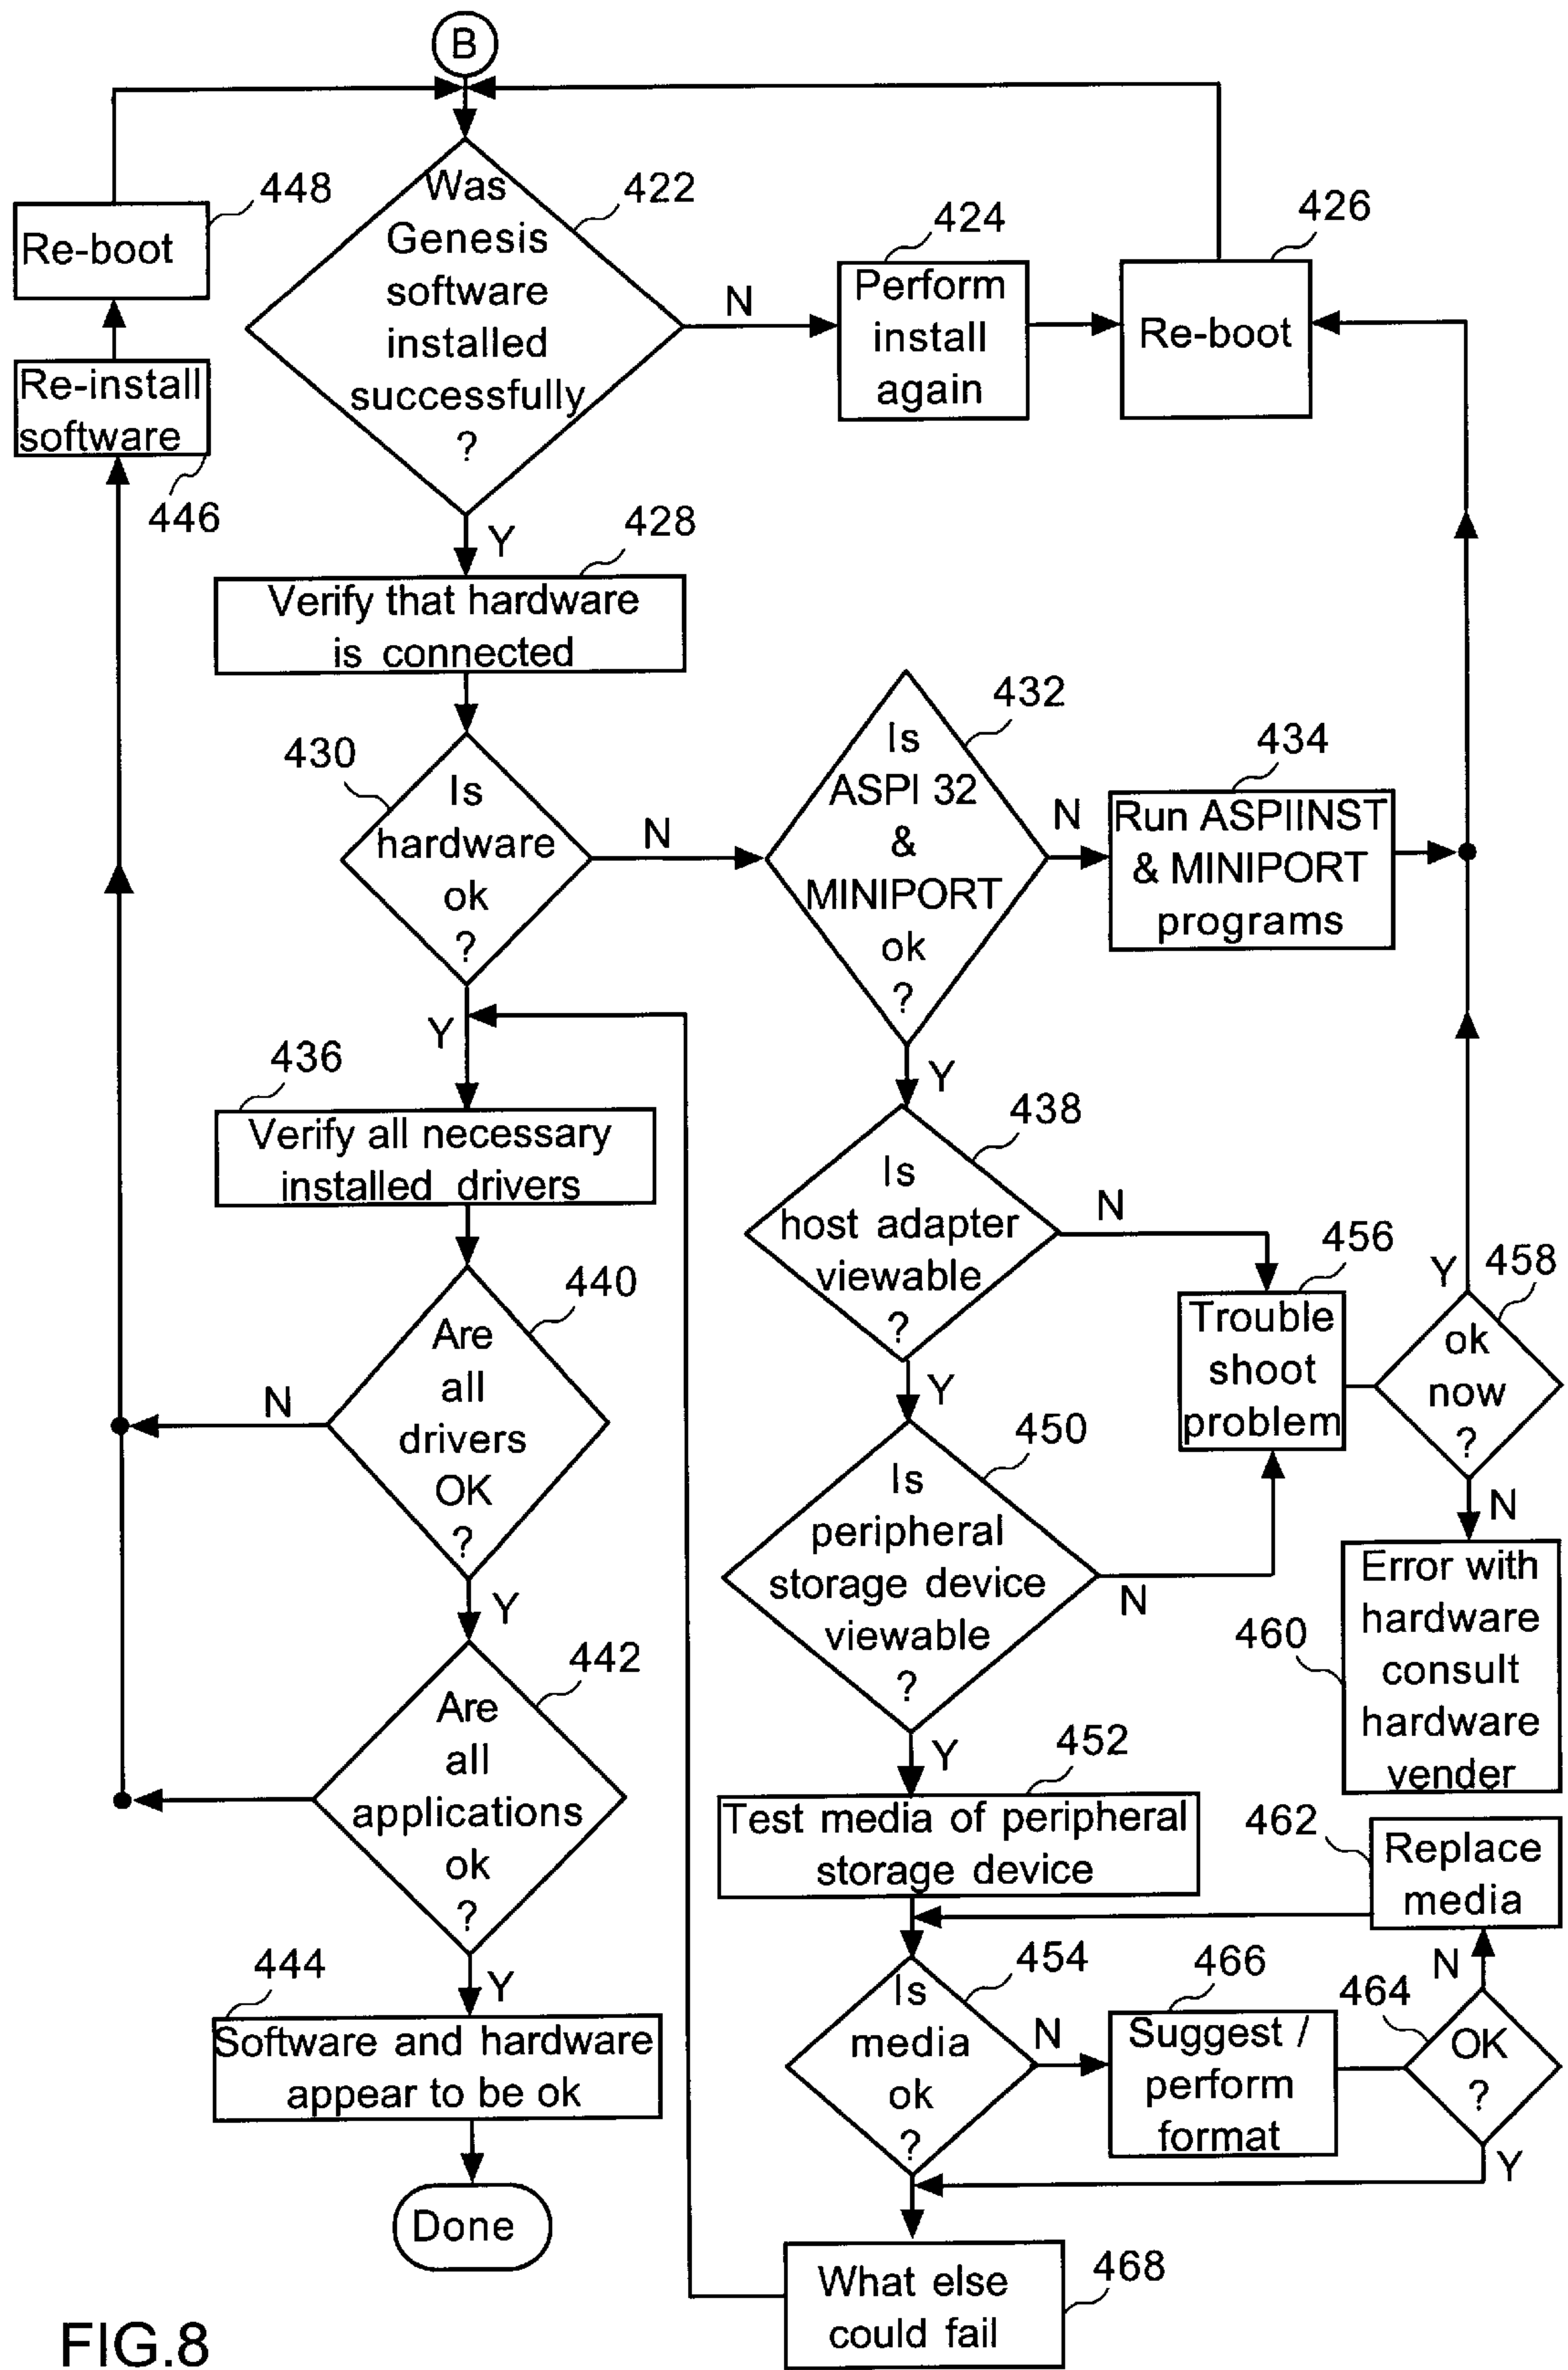 B
448
Re-boot
Was
Genesis
software
installed
successfully
?
422
N
424
Perform
install
again
426
Re-boot
Re-install
software
446
Y
428
Verify that hardware
is connected
430
Is
hardware
ok
?
N
432
Is
ASPI 32
&
MINIPORT
ok
?
N
434
Run ASPIINST
& MINIPORT
programs
Y
436
Verify all necessary
installed drivers
Y
438
Is
host adapter
viewable
?
N
456
Trouble
shoot
problem
Y
458
ok
now
?
440
Are
all
drivers
OK
?
N
Y
450
Is
peripheral
storage device
viewable
?
N
N
460
Error with
hardware
consult
hardware
vender
Y
442
Are
all
applications
ok
?
Y
452
Test media of peripheral
storage device
462
Replace
media
Y
444
Software and hardware
appear to be ok
Done
454
Is
media
ok
?
N
466
Suggest /
perform
format
464
OK
?
N
Y
468
What else
could fail
FIG.8